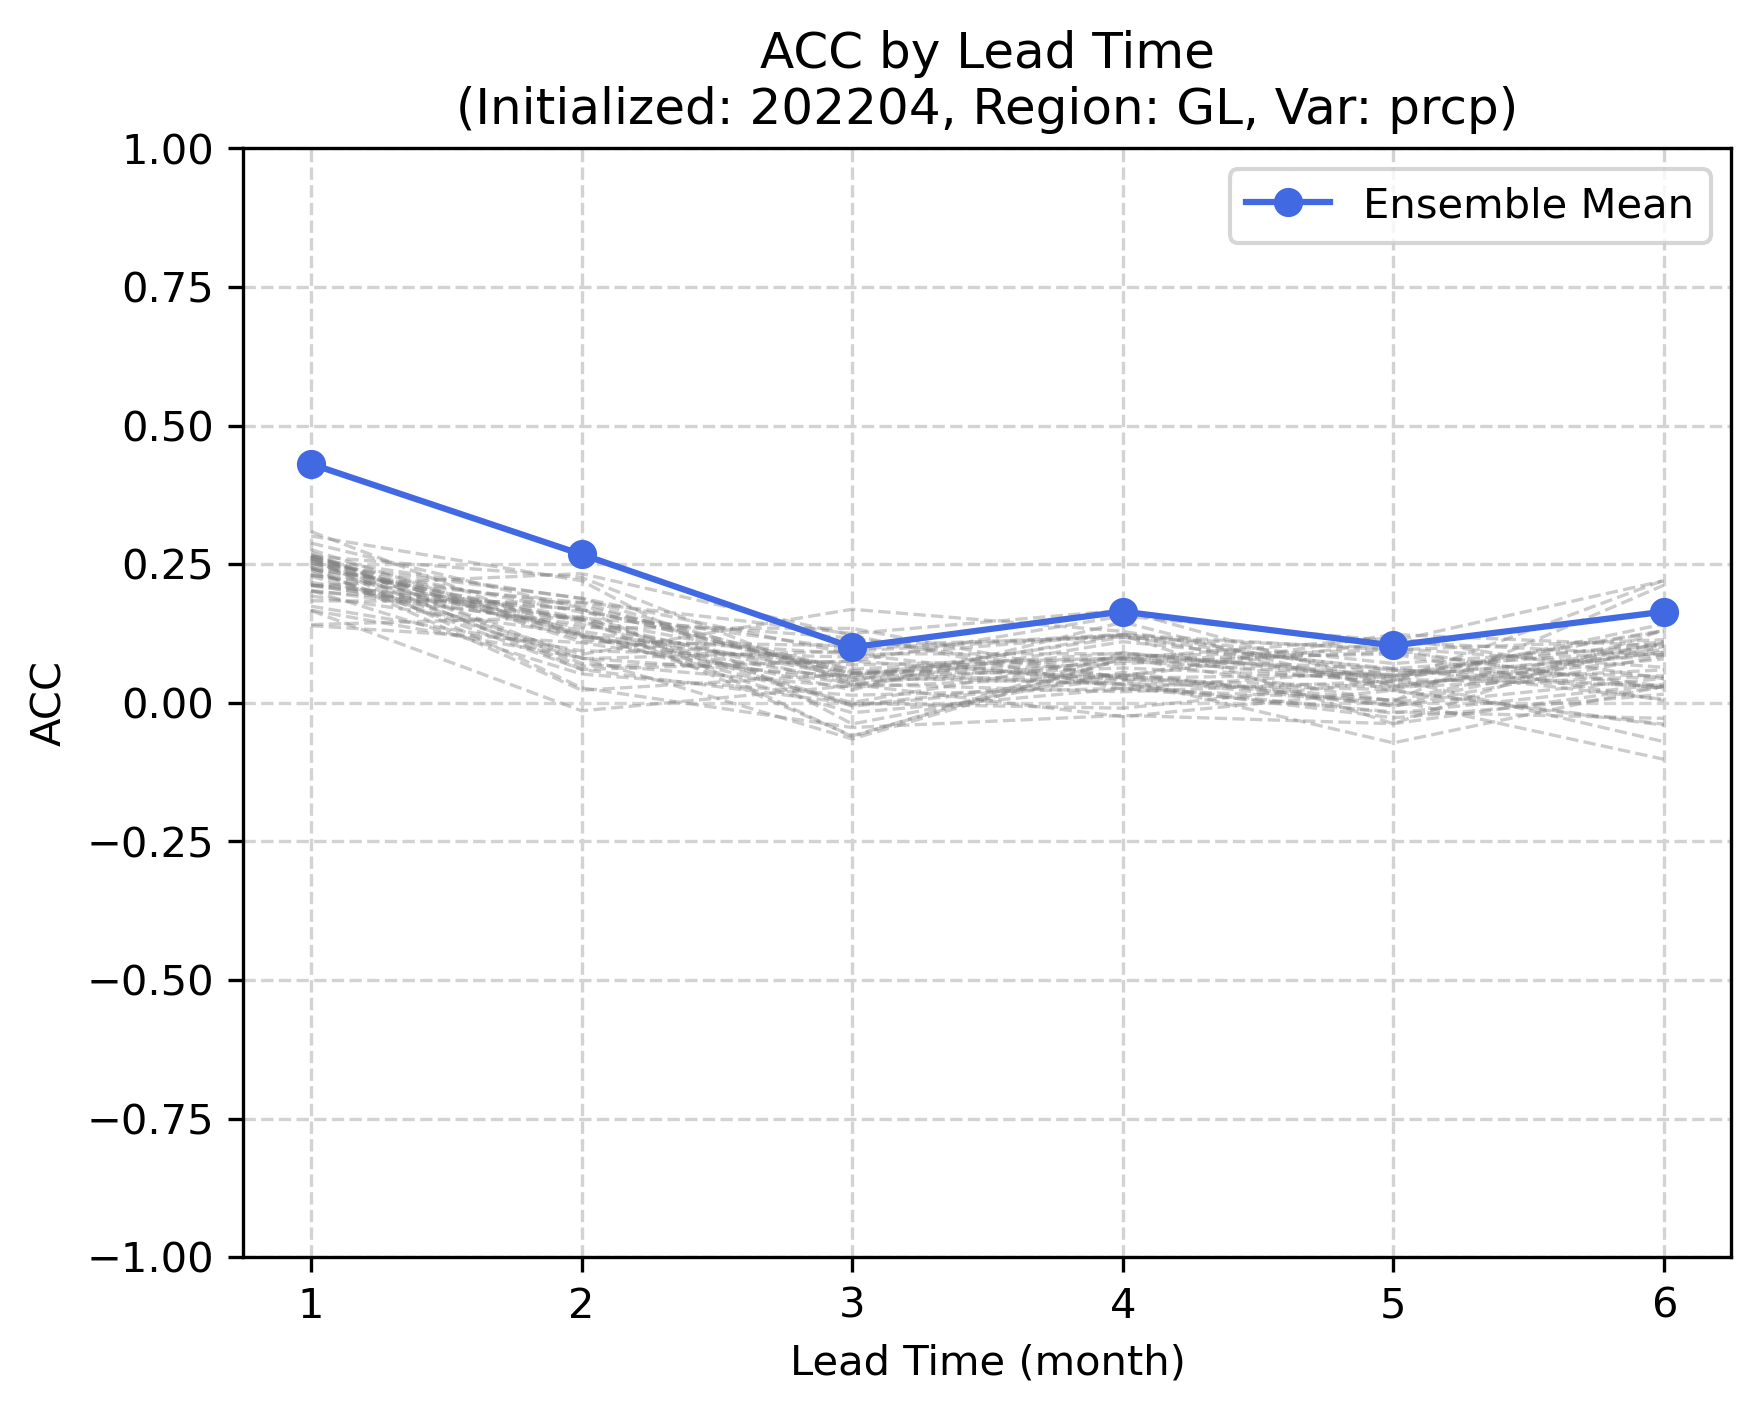 ACC by Lead Time
(Initialized: 202204, Region: GL, Var: prcp)
Ensemble Mean
1.00
0.75
0.50
0.25
0.00
−0.25
−0.50
−0.75
−1.00
ACC
1 2 3 4 5 6
Lead Time (month)